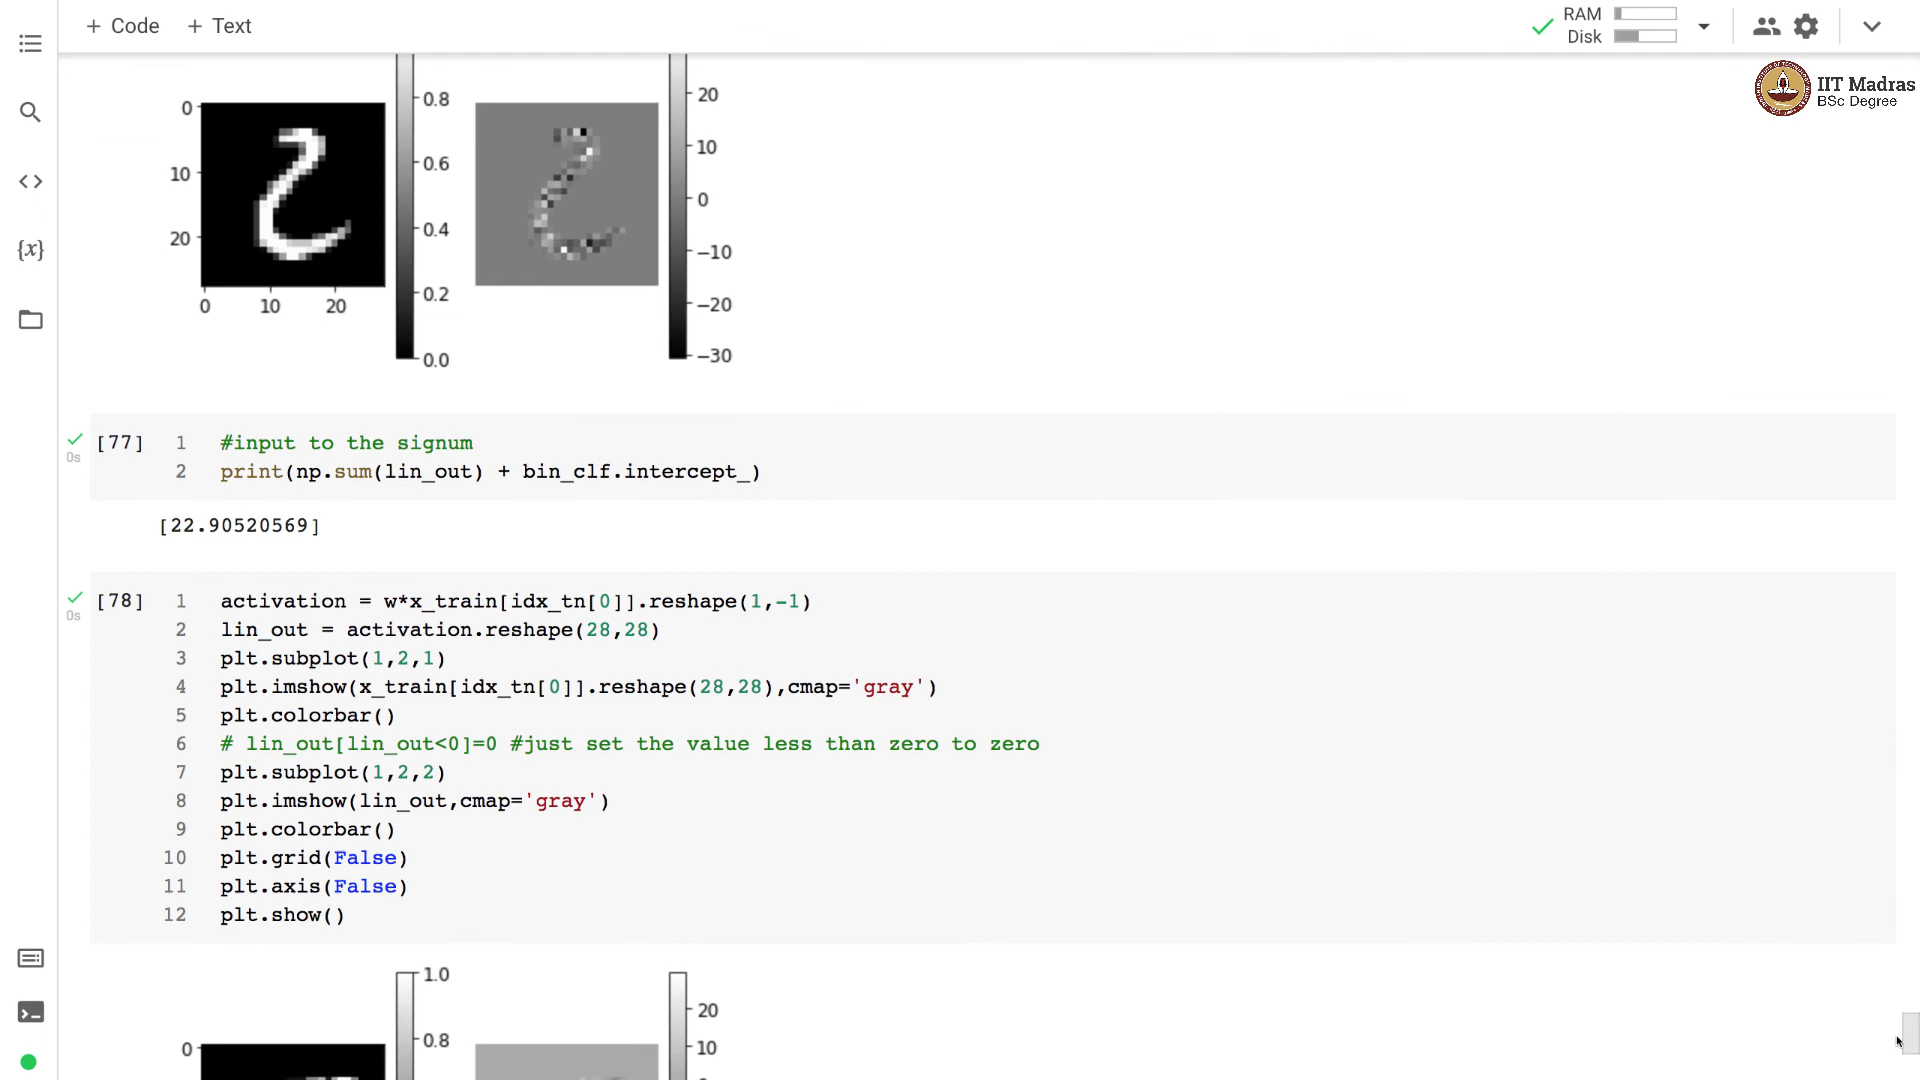 + Code + Text
RAM
Disk
IIT Madras
BSc Degree
0.8
0.6
0.4
0.2
0.0
0
10
20
0 10 20
20
10
0
−10
−20
−30
[77] 1 #input to the signum
0s 2 print(np.sum(lin_out) + bin_clf.intercept_)
[22.90520569]
[78] 1 activation = w*x_train[idx_tn[0]].reshape(1,-1)
0s 2 lin_out = activation.reshape(28,28)
3 plt.subplot(1,2,1)
4 plt.imshow(x_train[idx_tn[0]].reshape(28,28),cmap='gray')
5 plt.colorbar()
6 # lin_out[lin_out<0]=0 #just set the value less than zero to zero
7 plt.subplot(1,2,2)
8 plt.imshow(lin_out,cmap='gray')
9 plt.colorbar()
10 plt.grid(False)
11 plt.axis(False)
12 plt.show()
1.0
0.8
0
20
10